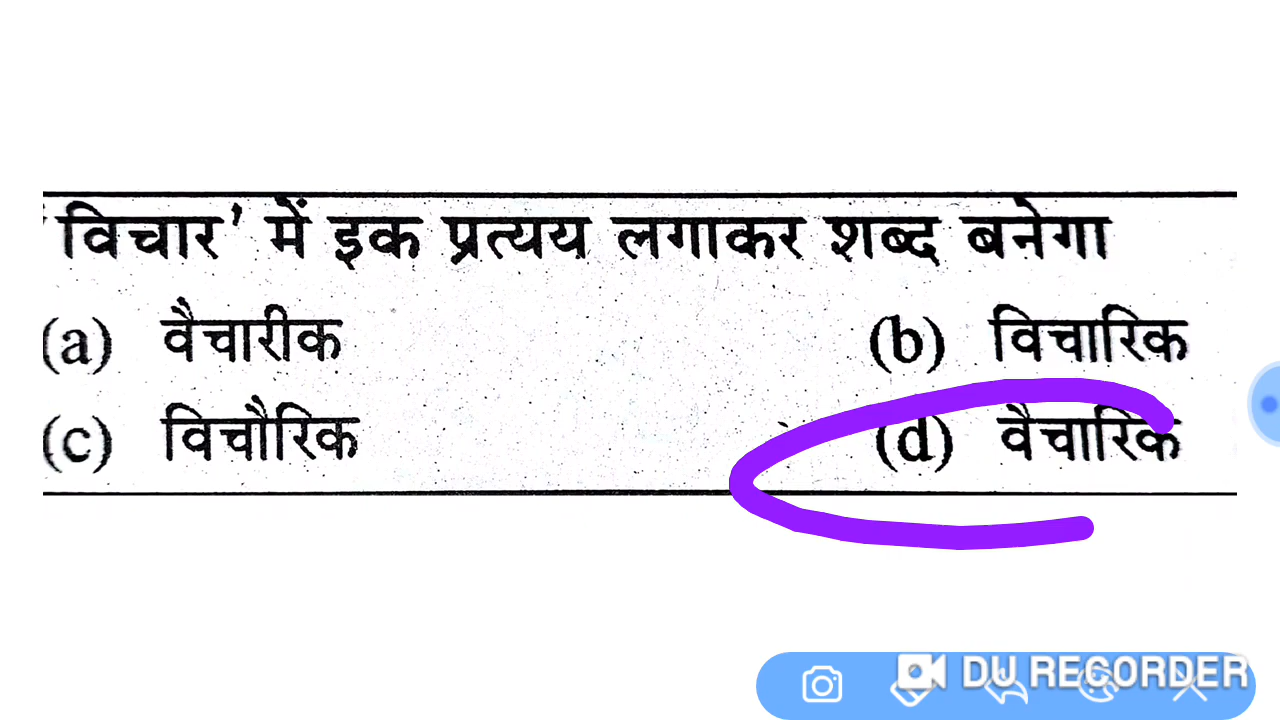 'विचार' में इक प्रत्यय लगाकर शब्द बनेगा
(a) वैचारीक (b) विचारिक
(c) विचौरिक (d) वैचारिक
DU RECORDER